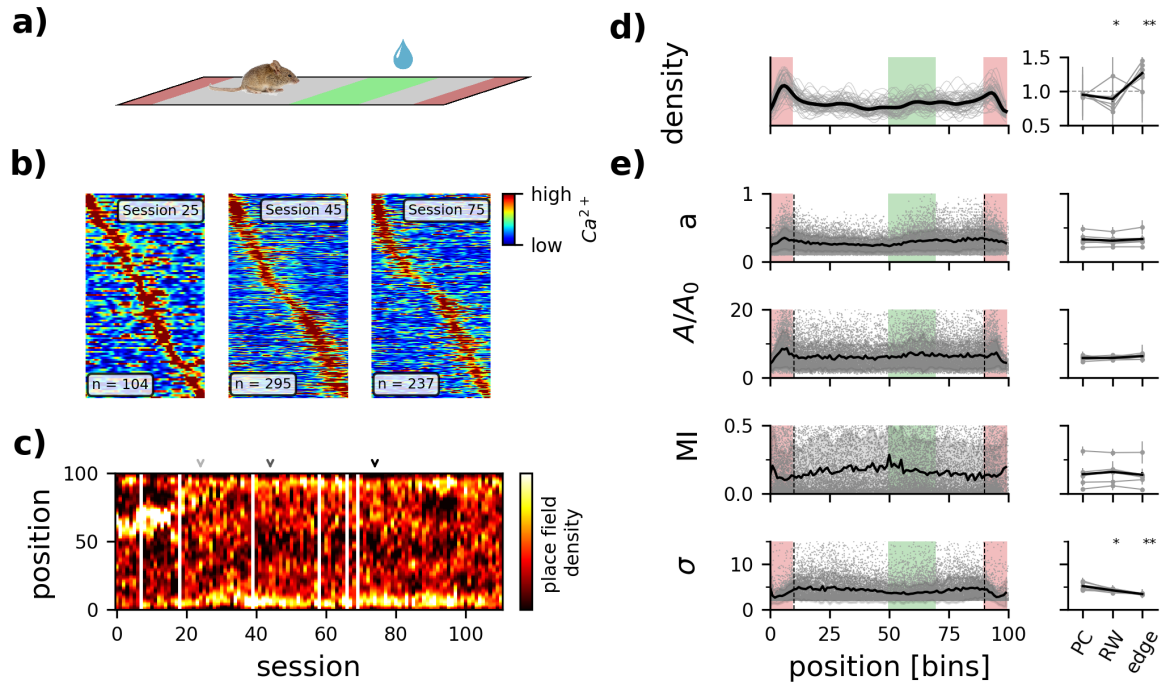 a)
b)
Session 25
Session 45
Session 75
n = 104
n = 295
n = 237
high
low
Ca²⁺
c)
100
50
0
position
0 20 40 60 80 100
session
place field
density
d)
density
* **
1.5
1.0
0.5
e)
a
1
0
A/A₀
20
0
MI
0.5
0.0
σ
10
0
* **
0 25 50 75 100
position [bins]
PC RW edge